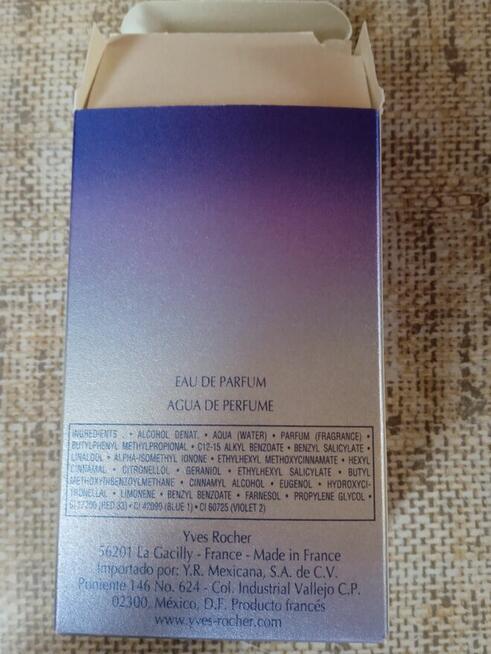 EAU DE PARFUM
AGUA DE PERFUME
INGREDIENTS : • ALCOHOL DENAT. • AQUA (WATER) • PARFUM (FRAGRANCE) •
BUTYLPHENYL METHYLPROPIONAL • C12-15 ALKYL BENZOATE • BENZYL SALICYLATE •
LINALOOL • ALPHA-ISOMETHYL IONONE • ETHYLHEXYL METHOXYCINNAMATE • HEXYL
CINNAMAL • CITRONELLOL • GERANIOL • ETHYLHEXYL SALICYLATE • BUTYL
METHOXYDIBENZOYLMETHANE • CINNAMYL ALCOHOL • EUGENOL • HYDROXYCI-
TRONELLAL • LIMONENE • BENZYL BENZOATE • FARNESOL • PROPYLENE GLYCOL •
CI 17200 (RED 33) • CI 42090 (BLUE 1) • CI 60725 (VIOLET 2)
Yves Rocher
56201 La Gacilly - France - Made in France
Importado por: Y.R. Mexicana, S.A. de C.V.
Poniente 146 No. 624 - Col. Industrial Vallejo C.P.
02300, México, D.F. Producto francés
www.yves-rocher.com